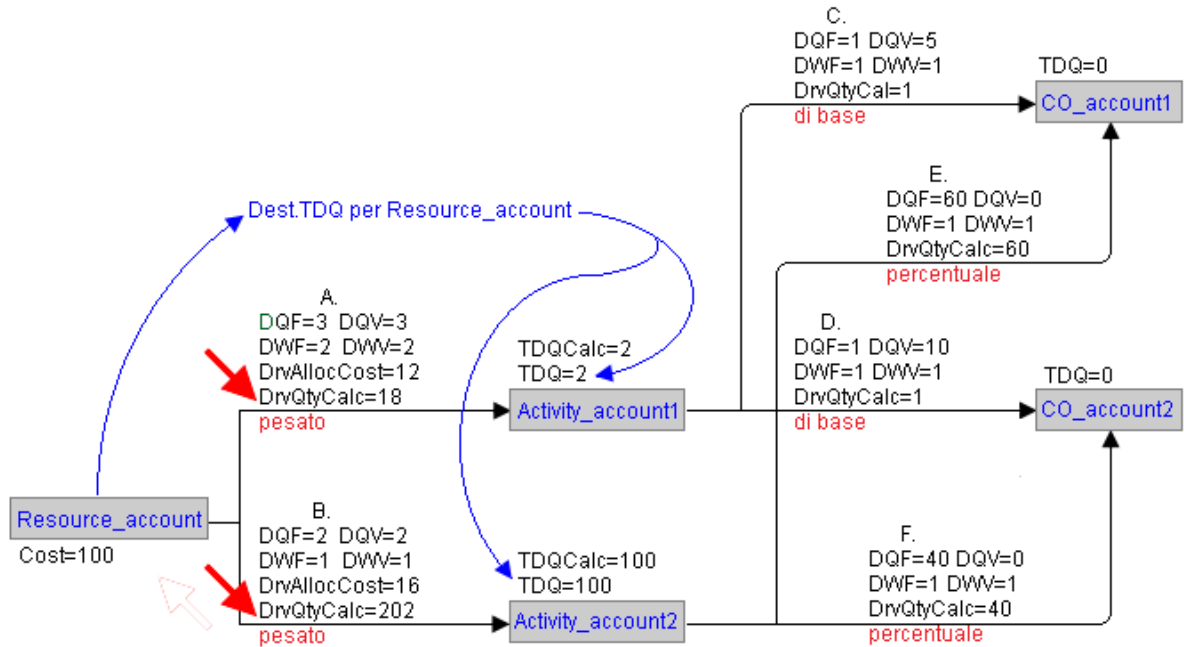 C.
DQF=1 DQV=5
DWF=1 DWV=1
DrvQtyCal=1
di base
TDQ=0
CO_account1
E.
DQF=60 DQV=0
DWF=1 DWV=1
DrvQtyCalc=60
percentuale
Dest.TDQ per Resource_account
A.
DQF=3 DQV=3
DWF=2 DWV=2
DrvAllocCost=12
DrvQtyCalc=18
pesato
TDQCalc=2
TDQ=2
Activity_account1
D.
DQF=1 DQV=10
DWF=1 DWV=1
DrvQtyCalc=1
di base
TDQ=0
CO_account2
Resource_account
Cost=100
B.
DQF=2 DQV=2
DWF=1 DWV=1
DrvAllocCost=16
DrvQtyCalc=202
pesato
TDQCalc=100
TDQ=100
Activity_account2
F.
DQF=40 DQV=0
DWF=1 DWV=1
DrvQtyCalc=40
percentuale